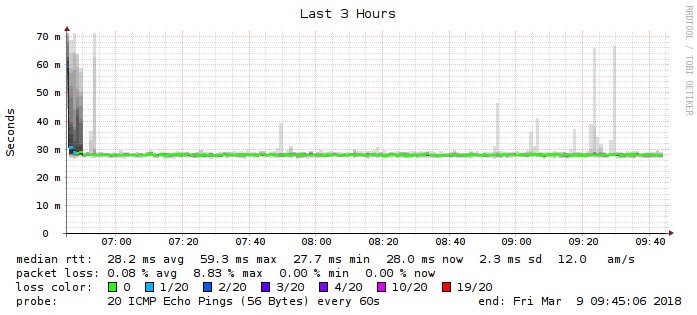 Last 3 Hours
RRDTOOL / TOBI OETIKER
Seconds
70 m
60 m
50 m
40 m
30 m
20 m
10 m
0
07:00 07:20 07:40 08:00 08:20 08:40 09:00 09:20 09:40
median rtt: 28.2 ms avg 59.3 ms max 27.7 ms min 28.0 ms now 2.3 ms sd 12.0 am/s
packet loss: 0.08 % avg 8.83 % max 0.00 % min 0.00 % now
loss color: 0 1/20 2/20 3/20 4/20 10/20 19/20
probe: 20 ICMP Echo Pings (56 Bytes) every 60s end: Fri Mar 9 09:45:06 2018